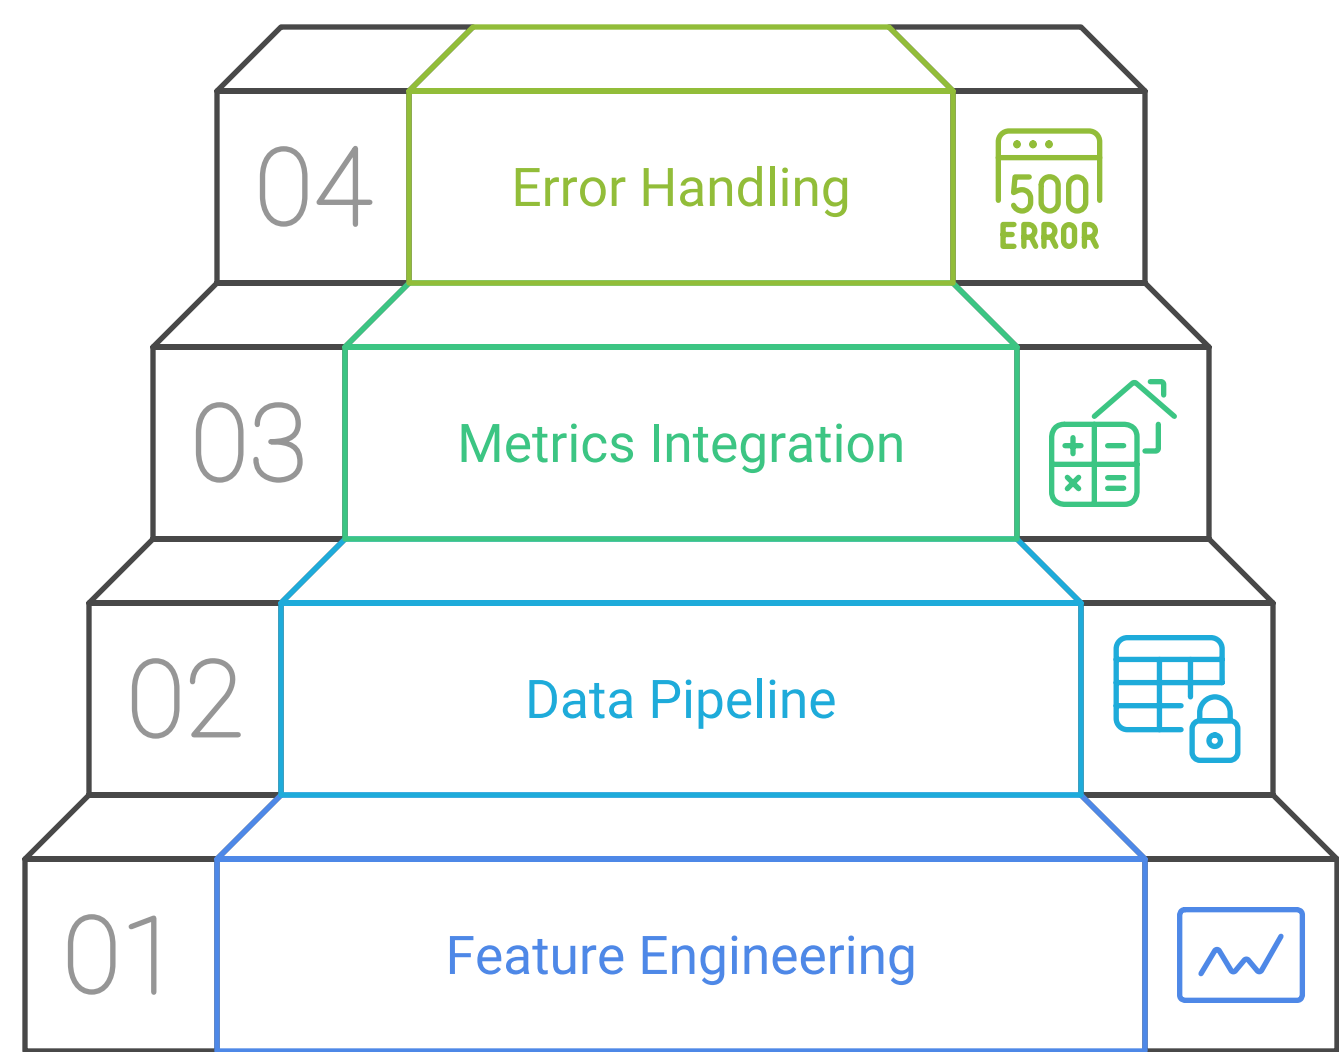 04
Error Handling
500
ERROR
03
Metrics Integration
02
Data Pipeline
01
Feature Engineering